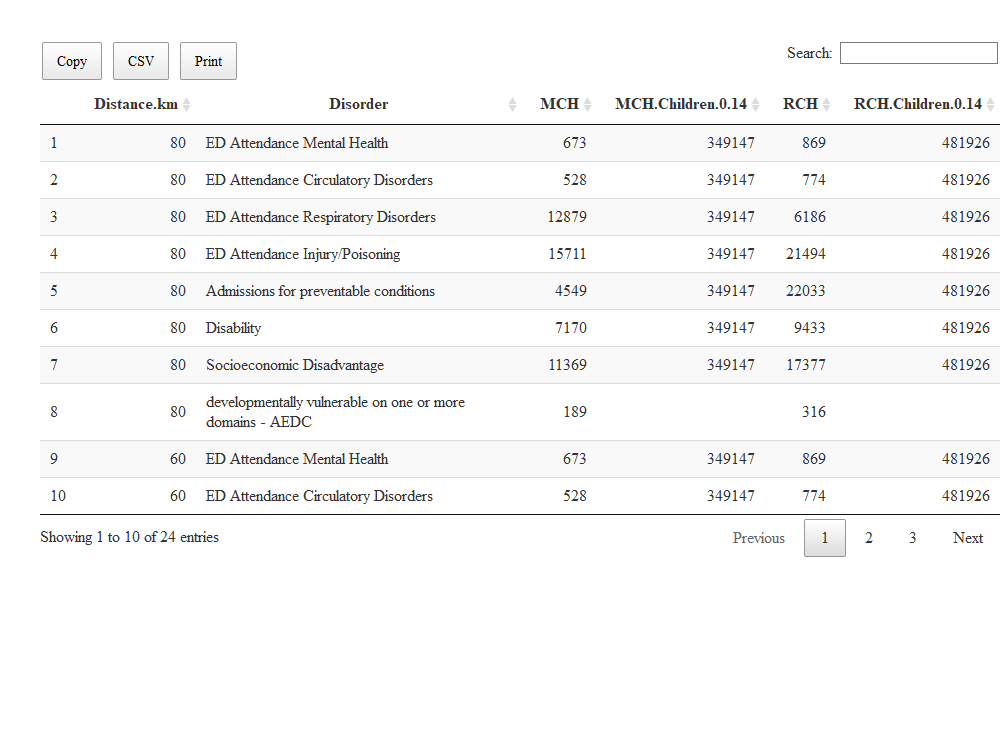 Copy CSV Print Search:
Distance.km Disorder MCH MCH.Children.0.14 RCH RCH.Children.0.14
1 80 ED Attendance Mental Health 673 349147 869 481926
2 80 ED Attendance Circulatory Disorders 528 349147 774 481926
3 80 ED Attendance Respiratory Disorders 12879 349147 6186 481926
4 80 ED Attendance Injury/Poisoning 15711 349147 21494 481926
5 80 Admissions for preventable conditions 4549 349147 22033 481926
6 80 Disability 7170 349147 9433 481926
7 80 Socioeconomic Disadvantage 11369 349147 17377 481926
8 80 developmentally vulnerable on one or more
domains - AEDC 189 316
9 60 ED Attendance Mental Health 673 349147 869 481926
10 60 ED Attendance Circulatory Disorders 528 349147 774 481926
Showing 1 to 10 of 24 entries Previous 1 2 3 Next